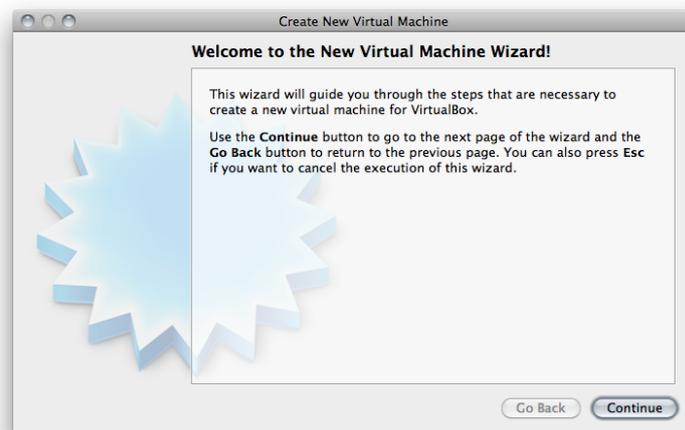 Create New Virtual Machine
Welcome to the New Virtual Machine Wizard!
This wizard will guide you through the steps that are necessary to
create a new virtual machine for VirtualBox.
Use the Continue button to go to the next page of the wizard and the
Go Back button to return to the previous page. You can also press Esc
if you want to cancel the execution of this wizard.
Go Back
Continue